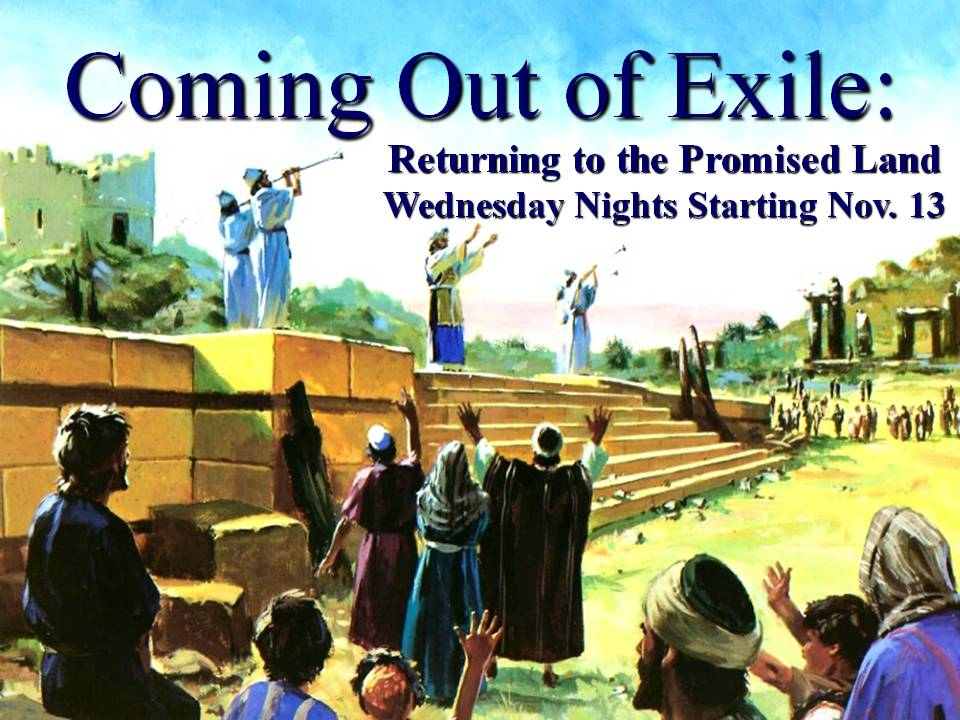 Coming Out of Exile:
Returning to the Promised Land
Wednesday Nights Starting Nov. 13